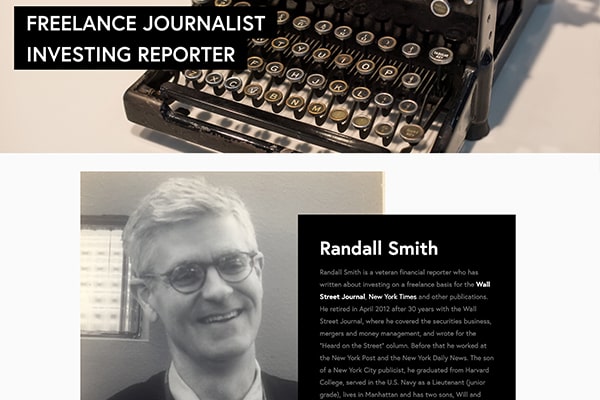 FREELANCE JOURNALIST
INVESTING REPORTER
Randall Smith
Randall Smith is a veteran financial reporter who has
written about investing on a freelance basis for the Wall
Street Journal, New York Times and other publications.
He retired in April 2012 after 30 years with the Wall
Street Journal, where he covered the securities business,
mergers and money management, and wrote for the
"Heard on the Street" column. Before that he worked at
the New York Post and the New York Daily News. The son
of a New York City publicist, he graduated from Harvard
College, served in the U.S. Navy as a Lieutenant (junior
grade), lives in Manhattan and has two sons, Will and